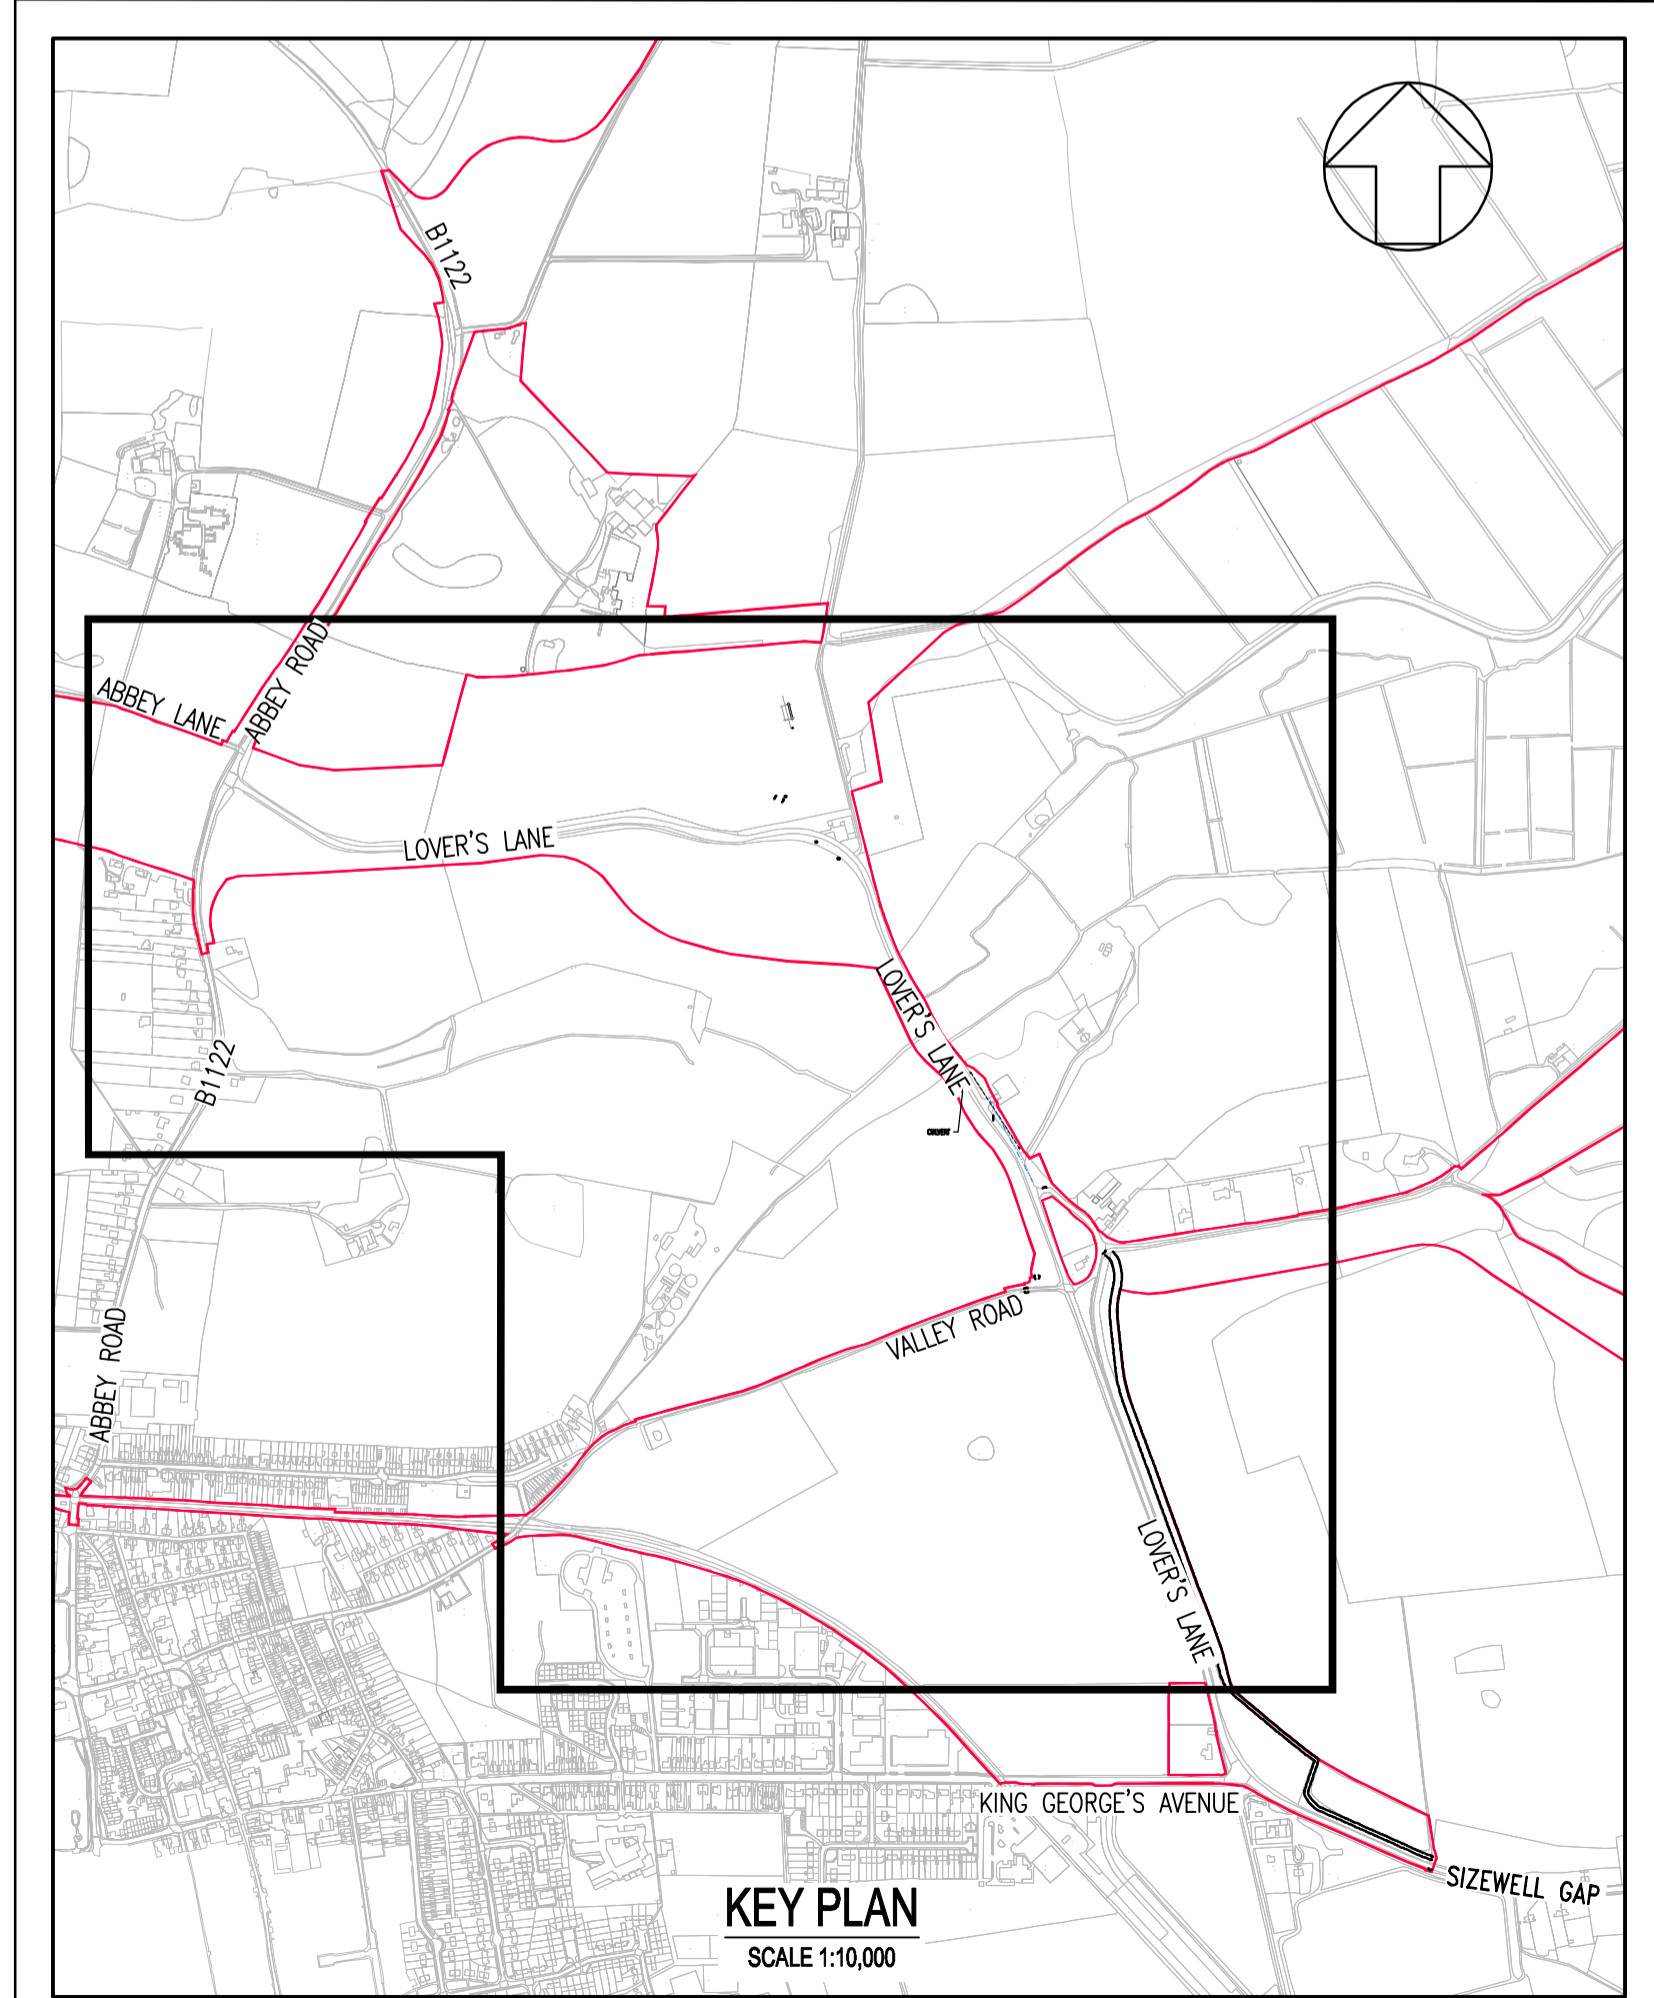 B1122
ABBEY ROAD
ABBEY LANE
LOVER'S LANE
LOVER'S LANE
B1122
CULVERT
VALLEY ROAD
ABBEY ROAD
LOVER'S LANE
KING GEORGE'S AVENUE
SIZEWELL GAP
KEY PLAN
SCALE 1:10,000